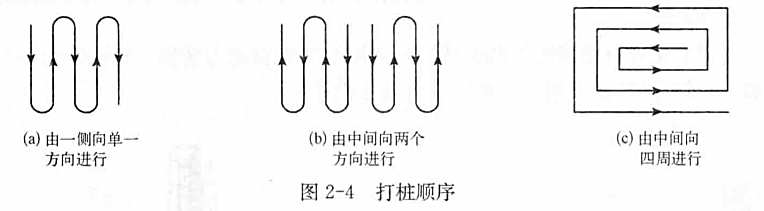 (a) 由一侧向单一
方向进行
(b) 由中间向两个
方向进行
(c) 由中间向
四周进行
图 2-4 打桩顺序